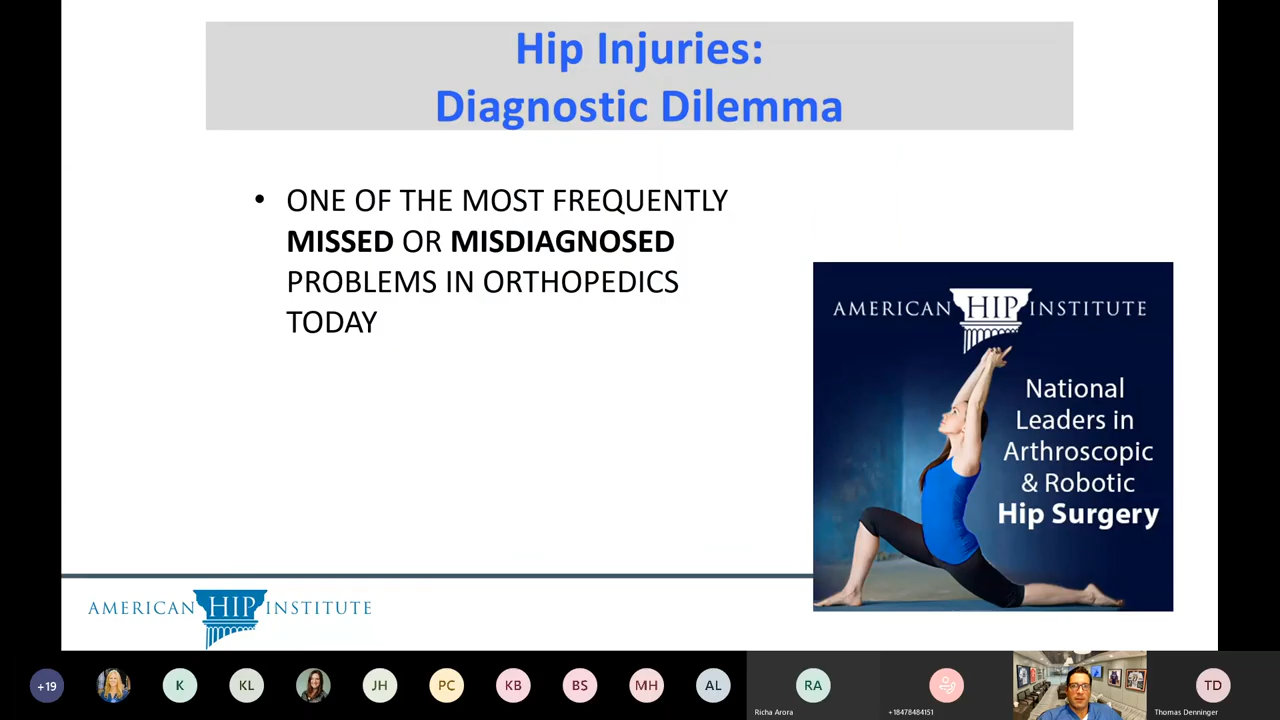 Hip Injuries:
Diagnostic Dilemma
• ONE OF THE MOST FREQUENTLY
MISSED OR MISDIAGNOSED
PROBLEMS IN ORTHOPEDICS
TODAY
AMERICAN HIP INSTITUTE
National
Leaders in
Arthroscopic
& Robotic
Hip Surgery
AMERICAN HIP INSTITUTE
+19
K
KL
JH
PC
KB
BS
MH
AL
RA
Richa Arora
+18478484151
TD
Thomas Denninger